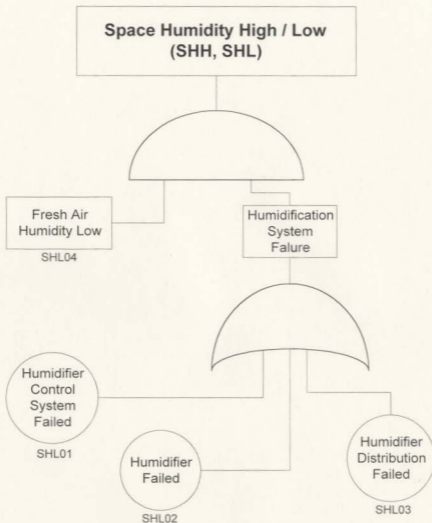 Space Humidity High / Low
(SHH, SHL)
Fresh Air
Humidity Low
SHL04
Humidification
System
Falure
Humidifier
Control
System
Failed
SHL01
Humidifier
Failed
SHL02
Humidifier
Distribution
Failed
SHL03